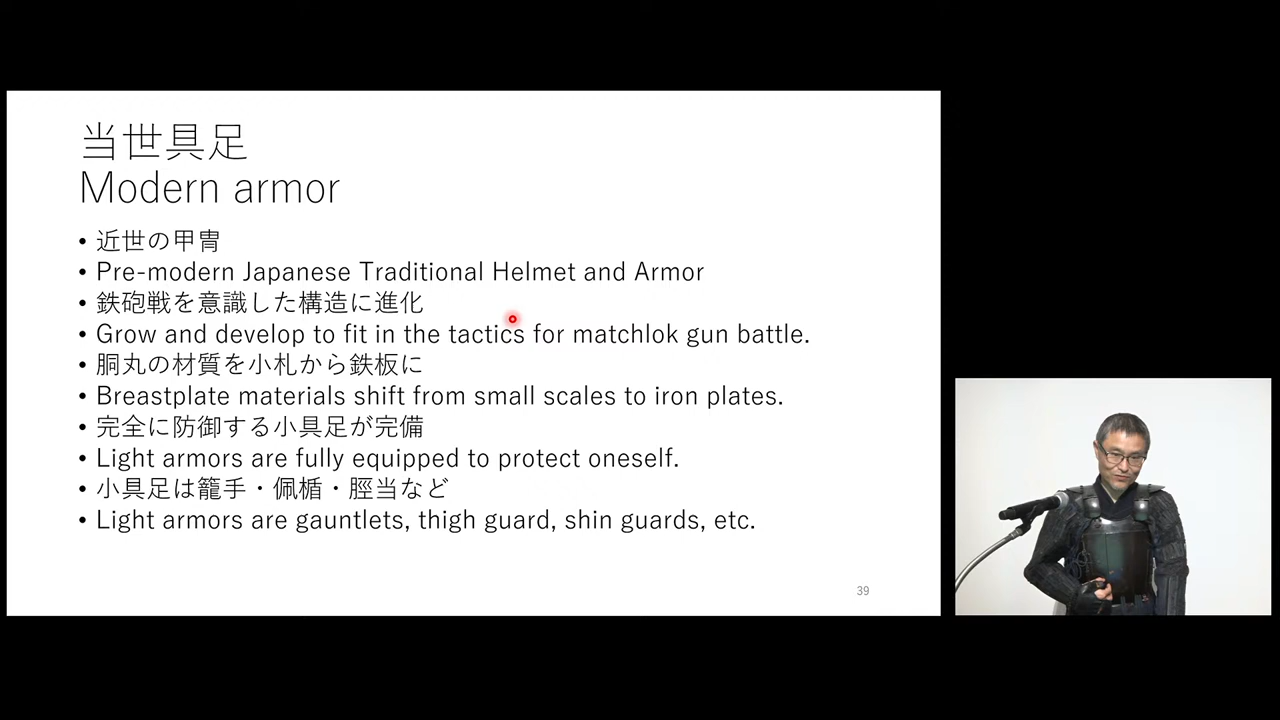 当世具足
Modern armor
• 近世の甲冑
• Pre-modern Japanese Traditional Helmet and Armor
• 鉄砲戦を意識した構造に進化
• Grow and develop to fit in the tactics for matchlok gun battle.
• 胴丸の材質を小札から鉄板に
• Breastplate materials shift from small scales to iron plates.
• 完全に防御する小具足が完備
• Light armors are fully equipped to protect oneself.
• 小具足は籠手・佩楯・脛当など
• Light armors are gauntlets, thigh guard, shin guards, etc.
39